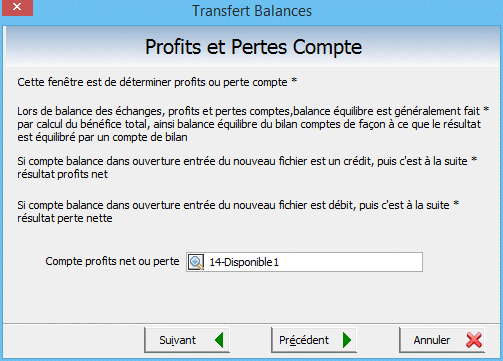 Transfert Balances
Profits et Pertes Compte
Cette fenêtre est de déterminer profits ou perte compte *
Lors de balance des échanges, profits et pertes comptes,balance équilibre est généralement fait *
par calcul du bénéfice total, ainsi balance équilibre du bilan comptes de façon à ce que le résultat
est équilibré par un compte de bilan
Si compte balance dans ouverture entrée du nouveau fichier est un crédit, puis c'est à la suite *
résultat profits net
Si compte balance dans ouverture entrée du nouveau fichier est débit, puis c'est à la suite *
résultat perte nette
Compte profits net ou perte 14-Disponible1
Suivant Précédent Annuler